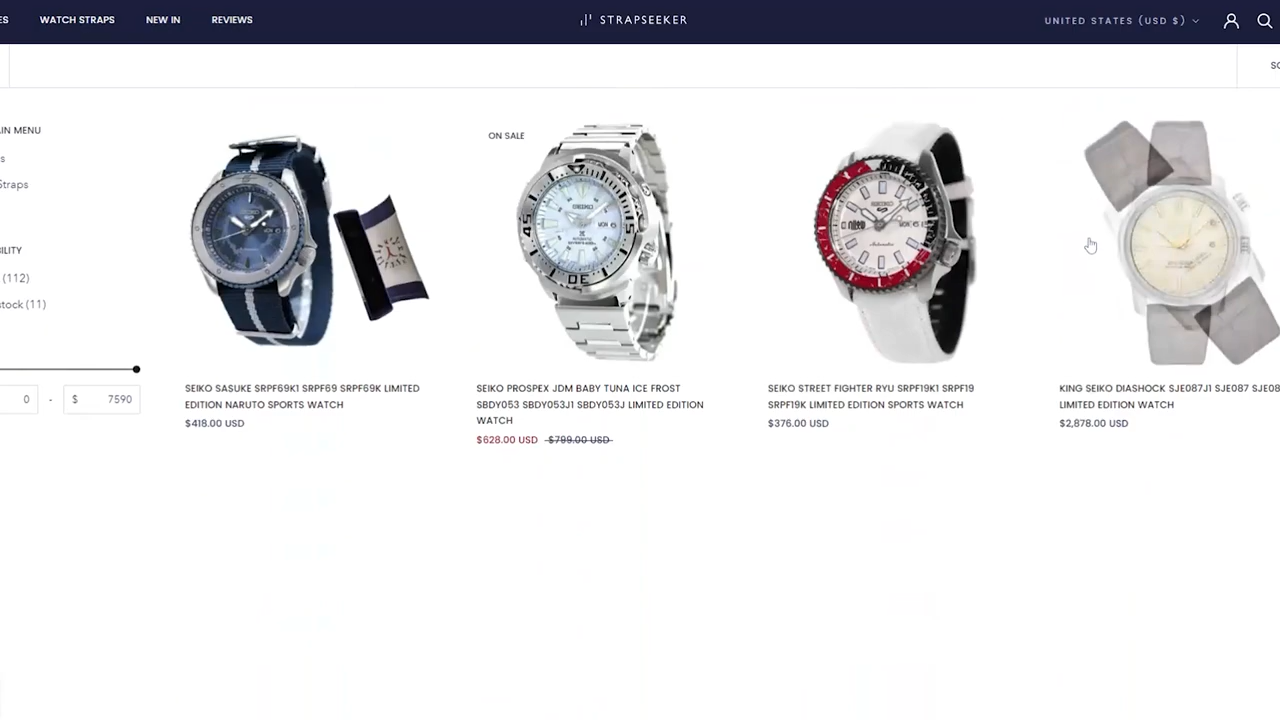 ES
WATCH STRAPS
NEW IN
REVIEWS
STRAPSEEKER
UNITED STATES (USD $)
SO
AIN MENU
s
Straps
BILITY
(112)
stock (11)
0 - $ 7590
ON SALE
SEIKO SASUKE SRPF69K1 SRPF69 SRPF69K LIMITED
EDITION NARUTO SPORTS WATCH
$418.00 USD
SEIKO PROSPEX JDM BABY TUNA ICE FROST
SBDY053 SBDY053J1 SBDY053J LIMITED EDITION
WATCH
$628.00 USD $799.00 USD
SEIKO STREET FIGHTER RYU SRPF19K1 SRPF19
SRPF19K LIMITED EDITION SPORTS WATCH
$376.00 USD
KING SEIKO DIASHOCK SJE087J1 SJE087 SJE08
LIMITED EDITION WATCH
$2,878.00 USD